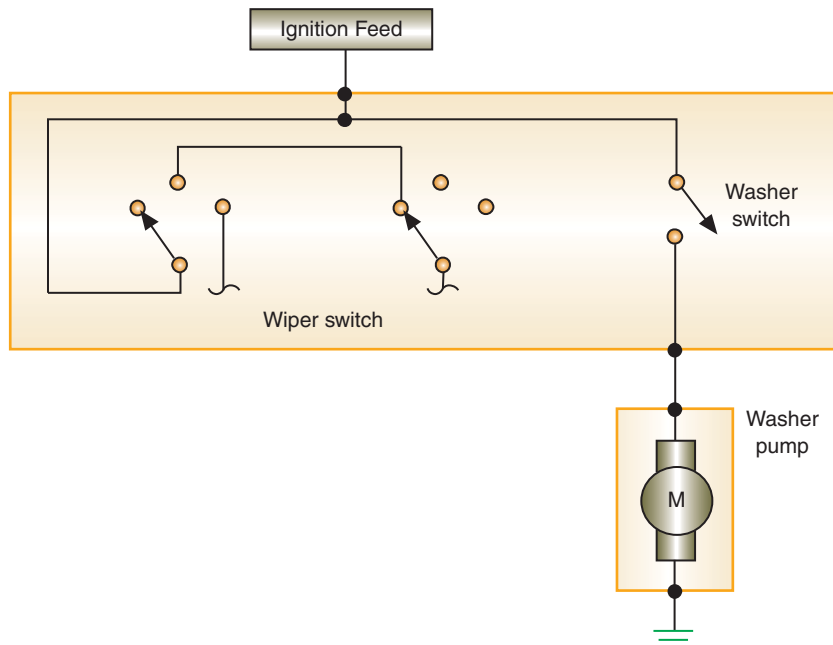 Ignition Feed
Washer
switch
Wiper switch
Washer
pump
M